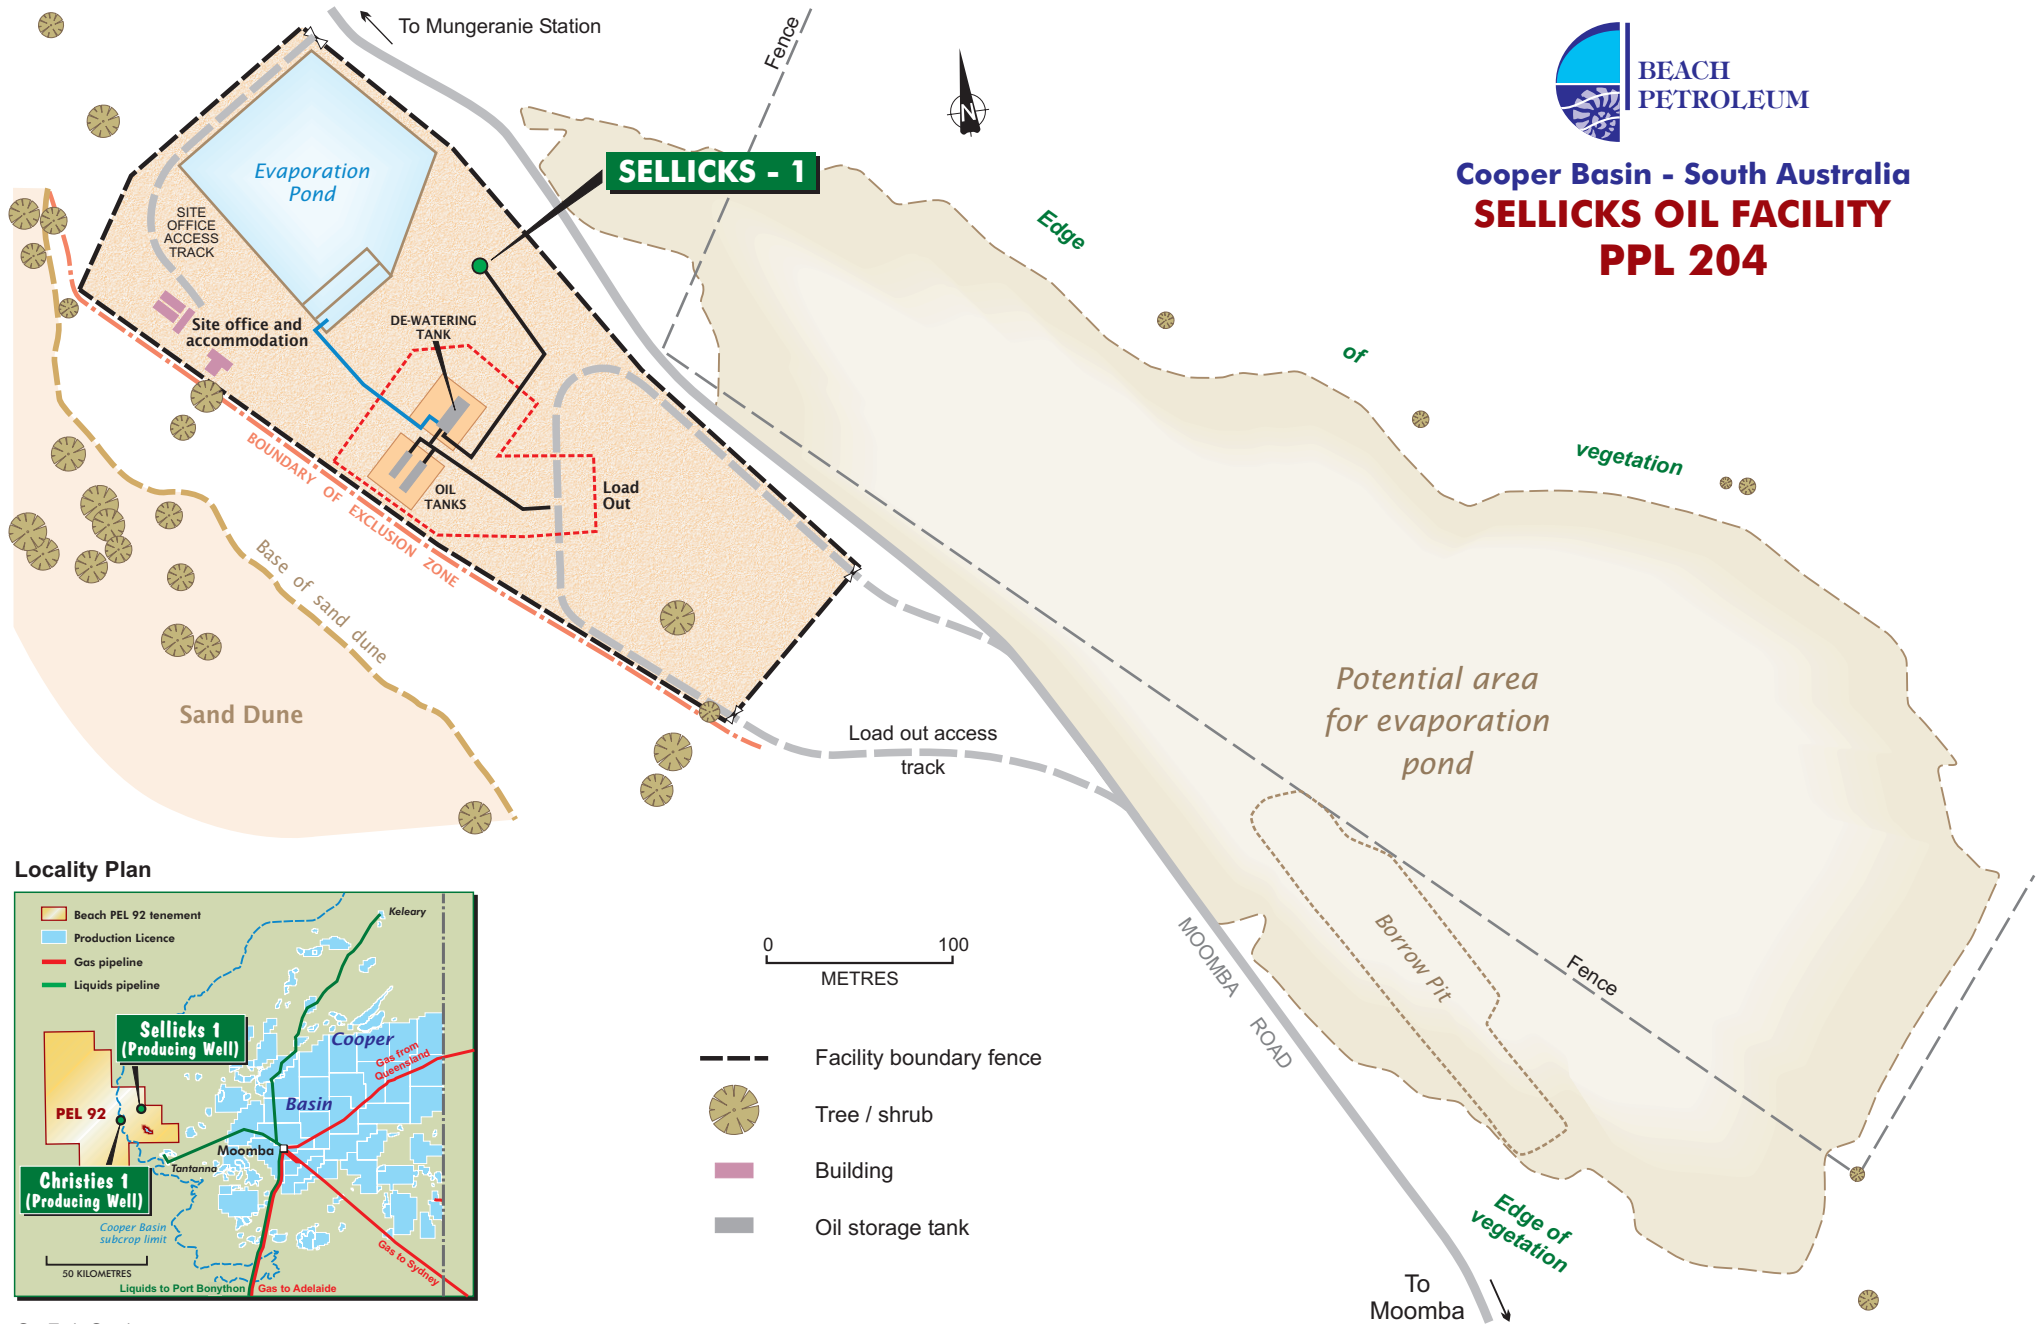 To Mungeranie Station
Fence
BEACH
PETROLEUM
Cooper Basin - South Australia
SELLICKS OIL FACILITY
PPL 204
N
SELLICKS - 1
Evaporation
Pond
SITE
OFFICE
ACCESS
TRACK
Edge
of
vegetation
Site office and
accommodation
DE-WATERING
TANK
OIL
TANKS
Load
Out
BOUNDARY OF EXCLUSION ZONE
Base of sand dune
Sand Dune
Potential area
for evaporation
pond
Load out access
track
Borrow Pit
Fence
MOOMBA ROAD
Edge of
vegetation
To
Moomba
0 100
METRES
Facility boundary fence
Tree / shrub
Building
Oil storage tank
Locality Plan
Beach PEL 92 tenement
Production Licence
Gas pipeline
Liquids pipeline
Keleary
Sellicks 1
(Producing Well)
Cooper
Basin
Gas from
Queensland
PEL 92
Moomba
Tantanna
Christies 1
(Producing Well)
Cooper Basin
subcrop limit
50 KILOMETRES
Gas to Sydney
Liquids to Port Bonython
Gas to Adelaide